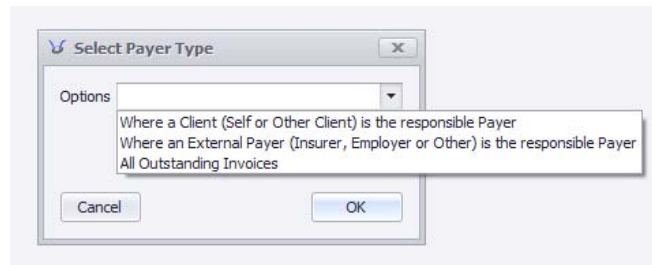 Select Payer Type
Options
Where a Client (Self or Other Client) is the responsible Payer
Where an External Payer (Insurer, Employer or Other) is the responsible Payer
All Outstanding Invoices
Cancel OK